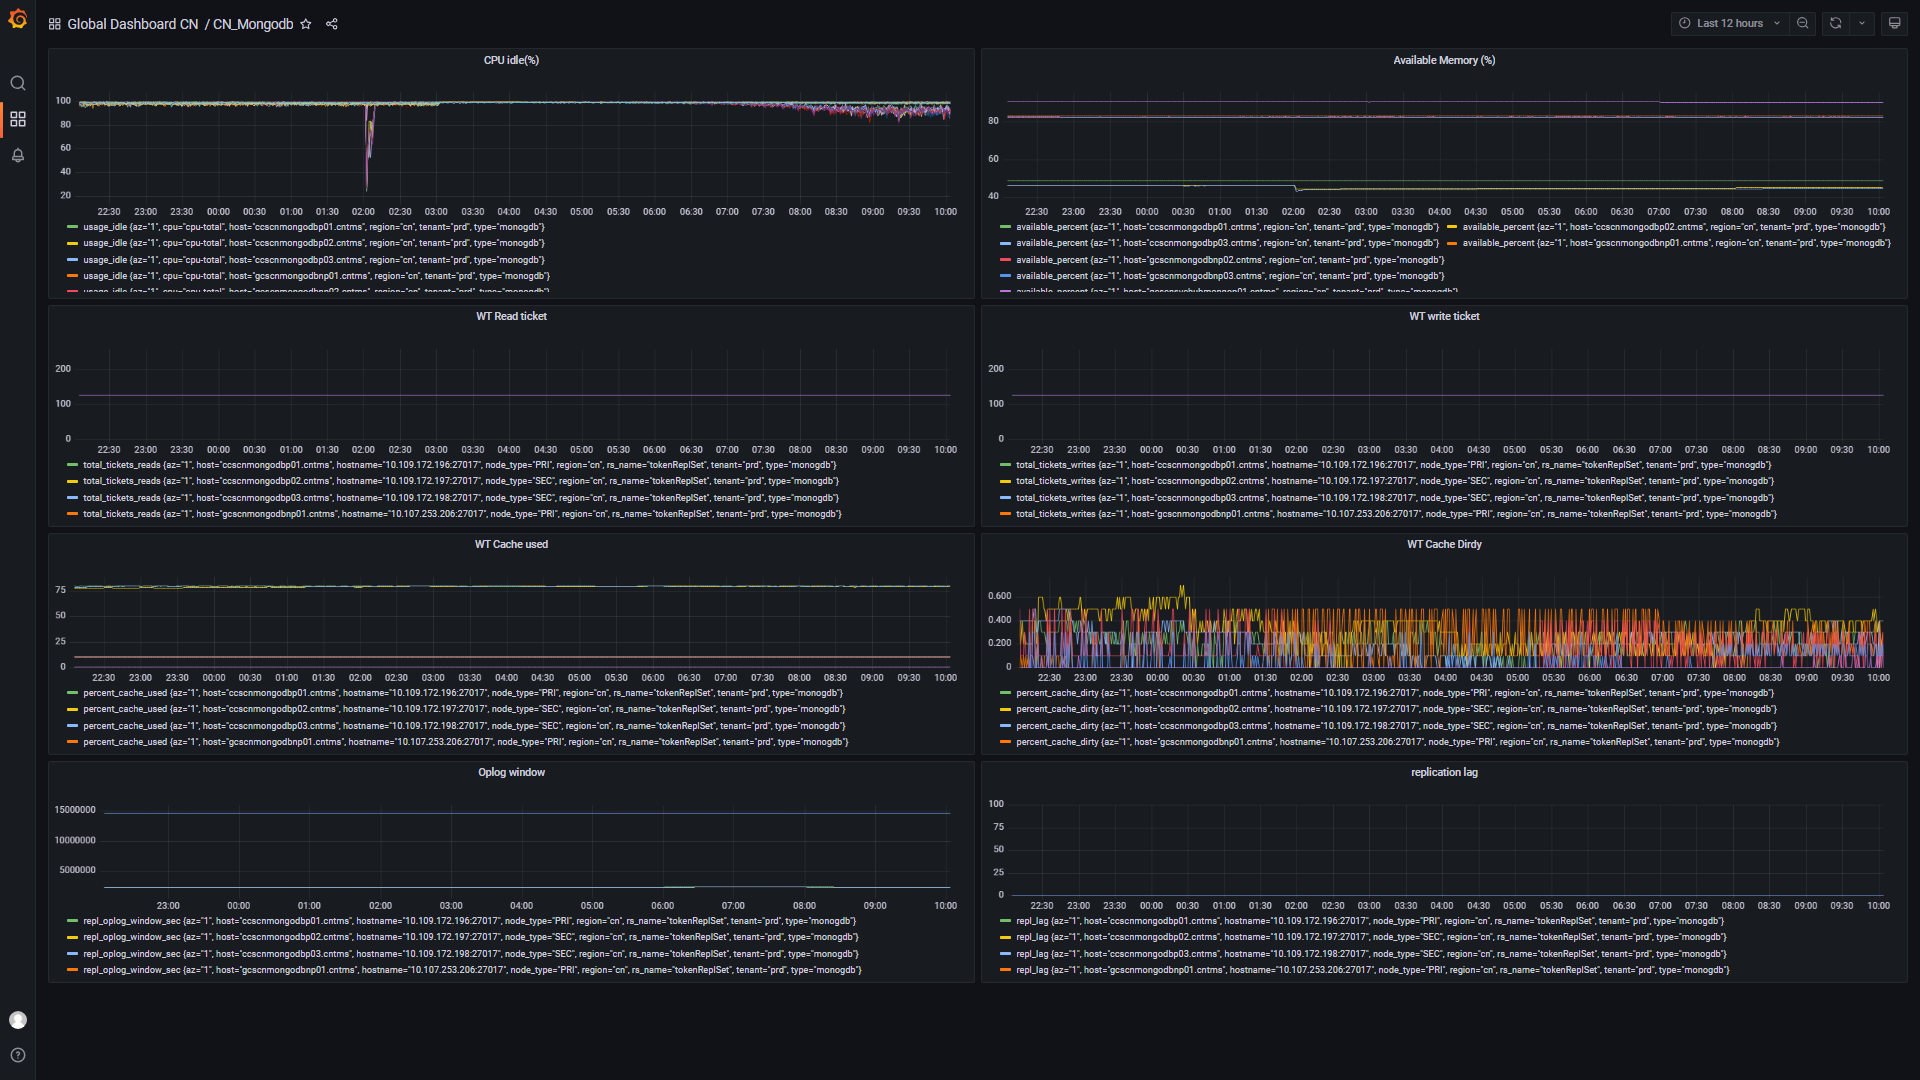 Global Dashboard CN / CN_Mongodb
Last 12 hours
CPU idle(%)
100
80
60
40
20
22:30 23:00 23:30 00:00 00:30 01:00 01:30 02:00 02:30 03:00 03:30 04:00 04:30 05:00 05:30 06:00 06:30 07:00 07:30 08:00 08:30 09:00 09:30 10:00
usage_idle {az="1", cpu="cpu-total", host="ccscnmongodbp01.cntms", region="cn", tenant="prd", type="monogdb"}
usage_idle {az="1", cpu="cpu-total", host="ccscnmongodbp02.cntms", region="cn", tenant="prd", type="monogdb"}
usage_idle {az="1", cpu="cpu-total", host="ccscnmongodbp03.cntms", region="cn", tenant="prd", type="monogdb"}
usage_idle {az="1", cpu="cpu-total", host="gcscnmongodbnp01.cntms", region="cn", tenant="prd", type="monogdb"}
usage_idle {az="1", cpu="cpu-total", host="gcscnmongodbnp02.cntms", region="cn", tenant="prd", type="monogdb"}
Available Memory (%)
80
60
40
22:30 23:00 23:30 00:00 00:30 01:00 01:30 02:00 02:30 03:00 03:30 04:00 04:30 05:00 05:30 06:00 06:30 07:00 07:30 08:00 08:30 09:00 09:30 10:00
available_percent {az="1", host="ccscnmongodbp01.cntms", region="cn", tenant="prd", type="monogdb"} available_percent {az="1", host="ccscnmongodbp02.cntms", region="cn", tenant="prd", type="monogdb"}
available_percent {az="1", host="ccscnmongodbp03.cntms", region="cn", tenant="prd", type="monogdb"} available_percent {az="1", host="gcscnmongodbnp01.cntms", region="cn", tenant="prd", type="monogdb"}
available_percent {az="1", host="gcscnmongodbnp02.cntms", region="cn", tenant="prd", type="monogdb"}
available_percent {az="1", host="gcscnmongodbnp03.cntms", region="cn", tenant="prd", type="monogdb"}
WT Read ticket
200
100
0
22:30 23:00 23:30 00:00 00:30 01:00 01:30 02:00 02:30 03:00 03:30 04:00 04:30 05:00 05:30 06:00 06:30 07:00 07:30 08:00 08:30 09:00 09:30 10:00
total_tickets_reads {az="1", host="ccscnmongodbp01.cntms", hostname="10.109.172.196:27017", node_type="PRI", region="cn", rs_name="tokenReplSet", tenant="prd", type="monogdb"}
total_tickets_reads {az="1", host="ccscnmongodbp02.cntms", hostname="10.109.172.197:27017", node_type="SEC", region="cn", rs_name="tokenReplSet", tenant="prd", type="monogdb"}
total_tickets_reads {az="1", host="ccscnmongodbp03.cntms", hostname="10.109.172.198:27017", node_type="SEC", region="cn", rs_name="tokenReplSet", tenant="prd", type="monogdb"}
total_tickets_reads {az="1", host="gcscnmongodbnp01.cntms", hostname="10.107.253.206:27017", node_type="PRI", region="cn", rs_name="tokenReplSet", tenant="prd", type="monogdb"}
WT write ticket
200
100
0
22:30 23:00 23:30 00:00 00:30 01:00 01:30 02:00 02:30 03:00 03:30 04:00 04:30 05:00 05:30 06:00 06:30 07:00 07:30 08:00 08:30 09:00 09:30 10:00
total_tickets_writes {az="1", host="ccscnmongodbp01.cntms", hostname="10.109.172.196:27017", node_type="PRI", region="cn", rs_name="tokenReplSet", tenant="prd", type="monogdb"}
total_tickets_writes {az="1", host="ccscnmongodbp02.cntms", hostname="10.109.172.197:27017", node_type="SEC", region="cn", rs_name="tokenReplSet", tenant="prd", type="monogdb"}
total_tickets_writes {az="1", host="ccscnmongodbp03.cntms", hostname="10.109.172.198:27017", node_type="SEC", region="cn", rs_name="tokenReplSet", tenant="prd", type="monogdb"}
total_tickets_writes {az="1", host="gcscnmongodbnp01.cntms", hostname="10.107.253.206:27017", node_type="PRI", region="cn", rs_name="tokenReplSet", tenant="prd", type="monogdb"}
WT Cache used
75
50
25
0
22:30 23:00 23:30 00:00 00:30 01:00 01:30 02:00 02:30 03:00 03:30 04:00 04:30 05:00 05:30 06:00 06:30 07:00 07:30 08:00 08:30 09:00 09:30 10:00
percent_cache_used {az="1", host="ccscnmongodbp01.cntms", hostname="10.109.172.196:27017", node_type="PRI", region="cn", rs_name="tokenReplSet", tenant="prd", type="monogdb"}
percent_cache_used {az="1", host="ccscnmongodbp02.cntms", hostname="10.109.172.197:27017", node_type="SEC", region="cn", rs_name="tokenReplSet", tenant="prd", type="monogdb"}
percent_cache_used {az="1", host="ccscnmongodbp03.cntms", hostname="10.109.172.198:27017", node_type="SEC", region="cn", rs_name="tokenReplSet", tenant="prd", type="monogdb"}
percent_cache_used {az="1", host="gcscnmongodbnp01.cntms", hostname="10.107.253.206:27017", node_type="PRI", region="cn", rs_name="tokenReplSet", tenant="prd", type="monogdb"}
WT Cache Dirdy
0.600
0.400
0.200
0
22:30 23:00 23:30 00:00 00:30 01:00 01:30 02:00 02:30 03:00 03:30 04:00 04:30 05:00 05:30 06:00 06:30 07:00 07:30 08:00 08:30 09:00 09:30 10:00
percent_cache_dirty {az="1", host="ccscnmongodbp01.cntms", hostname="10.109.172.196:27017", node_type="PRI", region="cn", rs_name="tokenReplSet", tenant="prd", type="monogdb"}
percent_cache_dirty {az="1", host="ccscnmongodbp02.cntms", hostname="10.109.172.197:27017", node_type="SEC", region="cn", rs_name="tokenReplSet", tenant="prd", type="monogdb"}
percent_cache_dirty {az="1", host="ccscnmongodbp03.cntms", hostname="10.109.172.198:27017", node_type="SEC", region="cn", rs_name="tokenReplSet", tenant="prd", type="monogdb"}
percent_cache_dirty {az="1", host="gcscnmongodbnp01.cntms", hostname="10.107.253.206:27017", node_type="PRI", region="cn", rs_name="tokenReplSet", tenant="prd", type="monogdb"}
Oplog window
15000000
10000000
5000000
23:00 00:00 01:00 02:00 03:00 04:00 05:00 06:00 07:00 08:00 09:00 10:00
repl_oplog_window_sec {az="1", host="ccscnmongodbp01.cntms", hostname="10.109.172.196:27017", node_type="PRI", region="cn", rs_name="tokenReplSet", tenant="prd", type="monogdb"}
repl_oplog_window_sec {az="1", host="ccscnmongodbp02.cntms", hostname="10.109.172.197:27017", node_type="SEC", region="cn", rs_name="tokenReplSet", tenant="prd", type="monogdb"}
repl_oplog_window_sec {az="1", host="ccscnmongodbp03.cntms", hostname="10.109.172.198:27017", node_type="SEC", region="cn", rs_name="tokenReplSet", tenant="prd", type="monogdb"}
repl_oplog_window_sec {az="1", host="gcscnmongodbnp01.cntms", hostname="10.107.253.206:27017", node_type="PRI", region="cn", rs_name="tokenReplSet", tenant="prd", type="monogdb"}
replication lag
100
75
50
25
0
22:30 23:00 23:30 00:00 00:30 01:00 01:30 02:00 02:30 03:00 03:30 04:00 04:30 05:00 05:30 06:00 06:30 07:00 07:30 08:00 08:30 09:00 09:30 10:00
repl_lag {az="1", host="ccscnmongodbp01.cntms", hostname="10.109.172.196:27017", node_type="PRI", region="cn", rs_name="tokenReplSet", tenant="prd", type="monogdb"}
repl_lag {az="1", host="ccscnmongodbp02.cntms", hostname="10.109.172.197:27017", node_type="SEC", region="cn", rs_name="tokenReplSet", tenant="prd", type="monogdb"}
repl_lag {az="1", host="ccscnmongodbp03.cntms", hostname="10.109.172.198:27017", node_type="SEC", region="cn", rs_name="tokenReplSet", tenant="prd", type="monogdb"}
repl_lag {az="1", host="gcscnmongodbnp01.cntms", hostname="10.107.253.206:27017", node_type="PRI", region="cn", rs_name="tokenReplSet", tenant="prd", type="monogdb"}